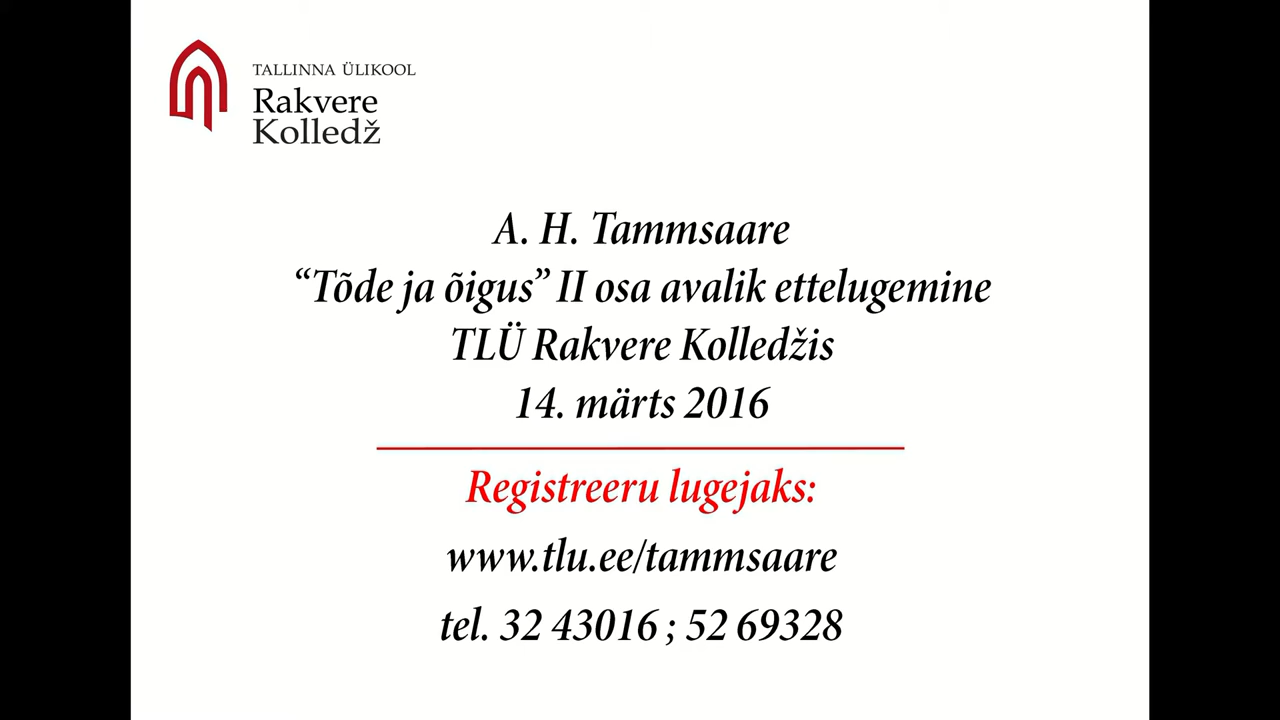 TALLINNA ÜLIKOOL
Rakvere
Kolledž
A. H. Tammsaare
“Tõde ja õigus” II osa avalik ettelugemine
TLÜ Rakvere Kolledžis
14. märts 2016
Registreeru lugejaks:
www.tlu.ee/tammsaare
tel. 32 43016 ; 52 69328